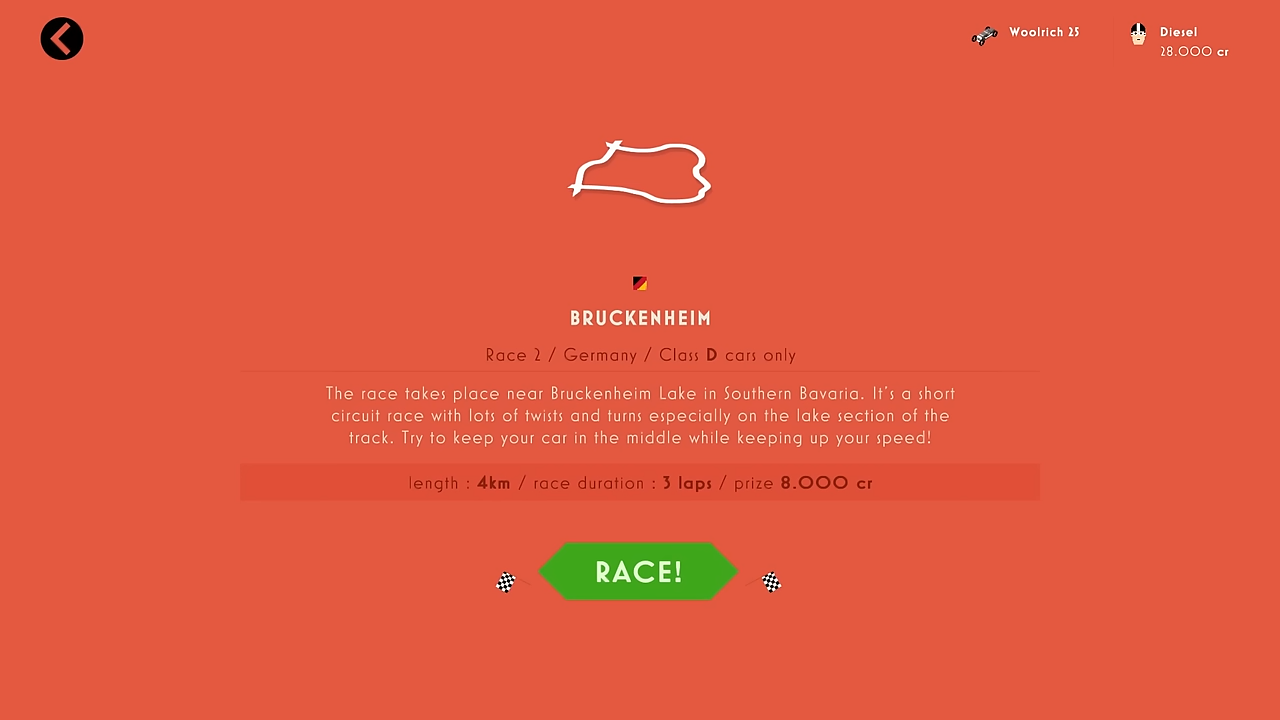 Woolrich 25
Diesel
28.000 cr
BRUCKENHEIM
Race 2 / Germany / Class D cars only
The race takes place near Bruckenheim Lake in Southern Bavaria. It's a short
circuit race with lots of twists and turns especially on the lake section of the
track. Try to keep your car in the middle while keeping up your speed!
length : 4km / race duration : 3 laps / prize 8.000 cr
RACE!